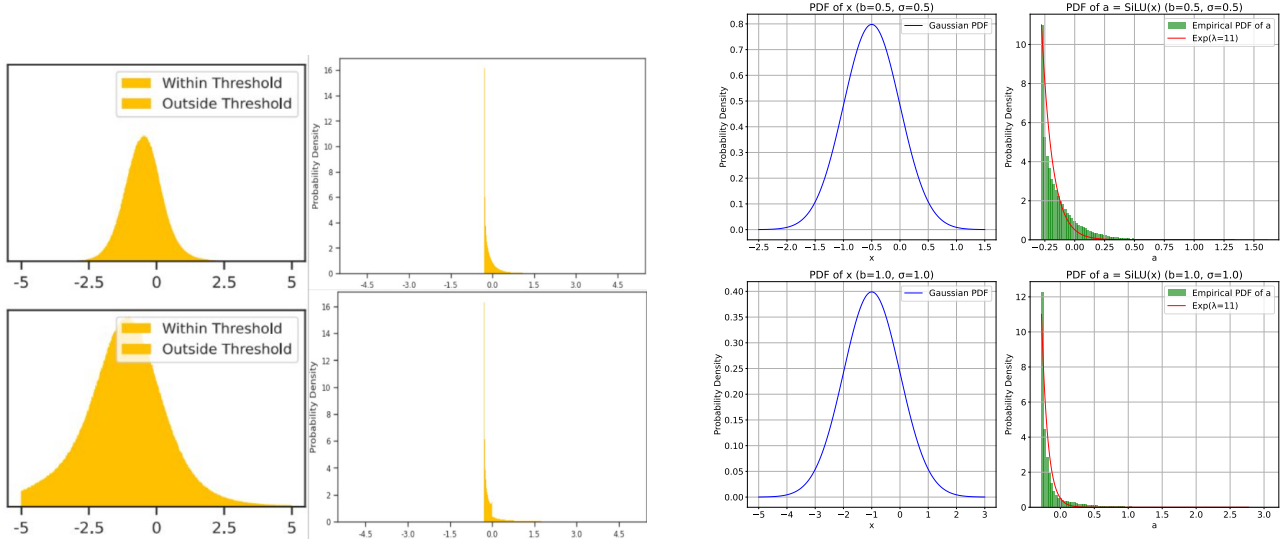 Within Threshold
Outside Threshold
-5 -2.5 0 2.5 5
Probability Density
16
14
12
10
8
6
4
2
0
-4.5 -3.0 -1.5 0.0 1.5 3.0 4.5
Within Threshold
Outside Threshold
-5 -2.5 0 2.5 5
Probability Density
16
14
12
10
8
6
4
2
0
-4.5 -3.0 -1.5 0.0 1.5 3.0 4.5
PDF of x (b=0.5, σ=0.5)
Gaussian PDF
Probability Density
0.8
0.7
0.6
0.5
0.4
0.3
0.2
0.1
0.0
−2.5 −2.0 −1.5 −1.0 −0.5 0.0 0.5 1.0 1.5
x
PDF of a = SiLU(x) (b=0.5, σ=0.5)
Empirical PDF of a
Exp(λ=11)
Probability Density
10
8
6
4
2
0
−0.25 0.00 0.25 0.50 0.75 1.00 1.25 1.50
a
PDF of x (b=1.0, σ=1.0)
Gaussian PDF
Probability Density
0.40
0.35
0.30
0.25
0.20
0.15
0.10
0.05
0.00
−5 −4 −3 −2 −1 0 1 2 3
x
PDF of a = SiLU(x) (b=1.0, σ=1.0)
Empirical PDF of a
Exp(λ=11)
Probability Density
12
10
8
6
4
2
0
0.0 0.5 1.0 1.5 2.0 2.5 3.0
a